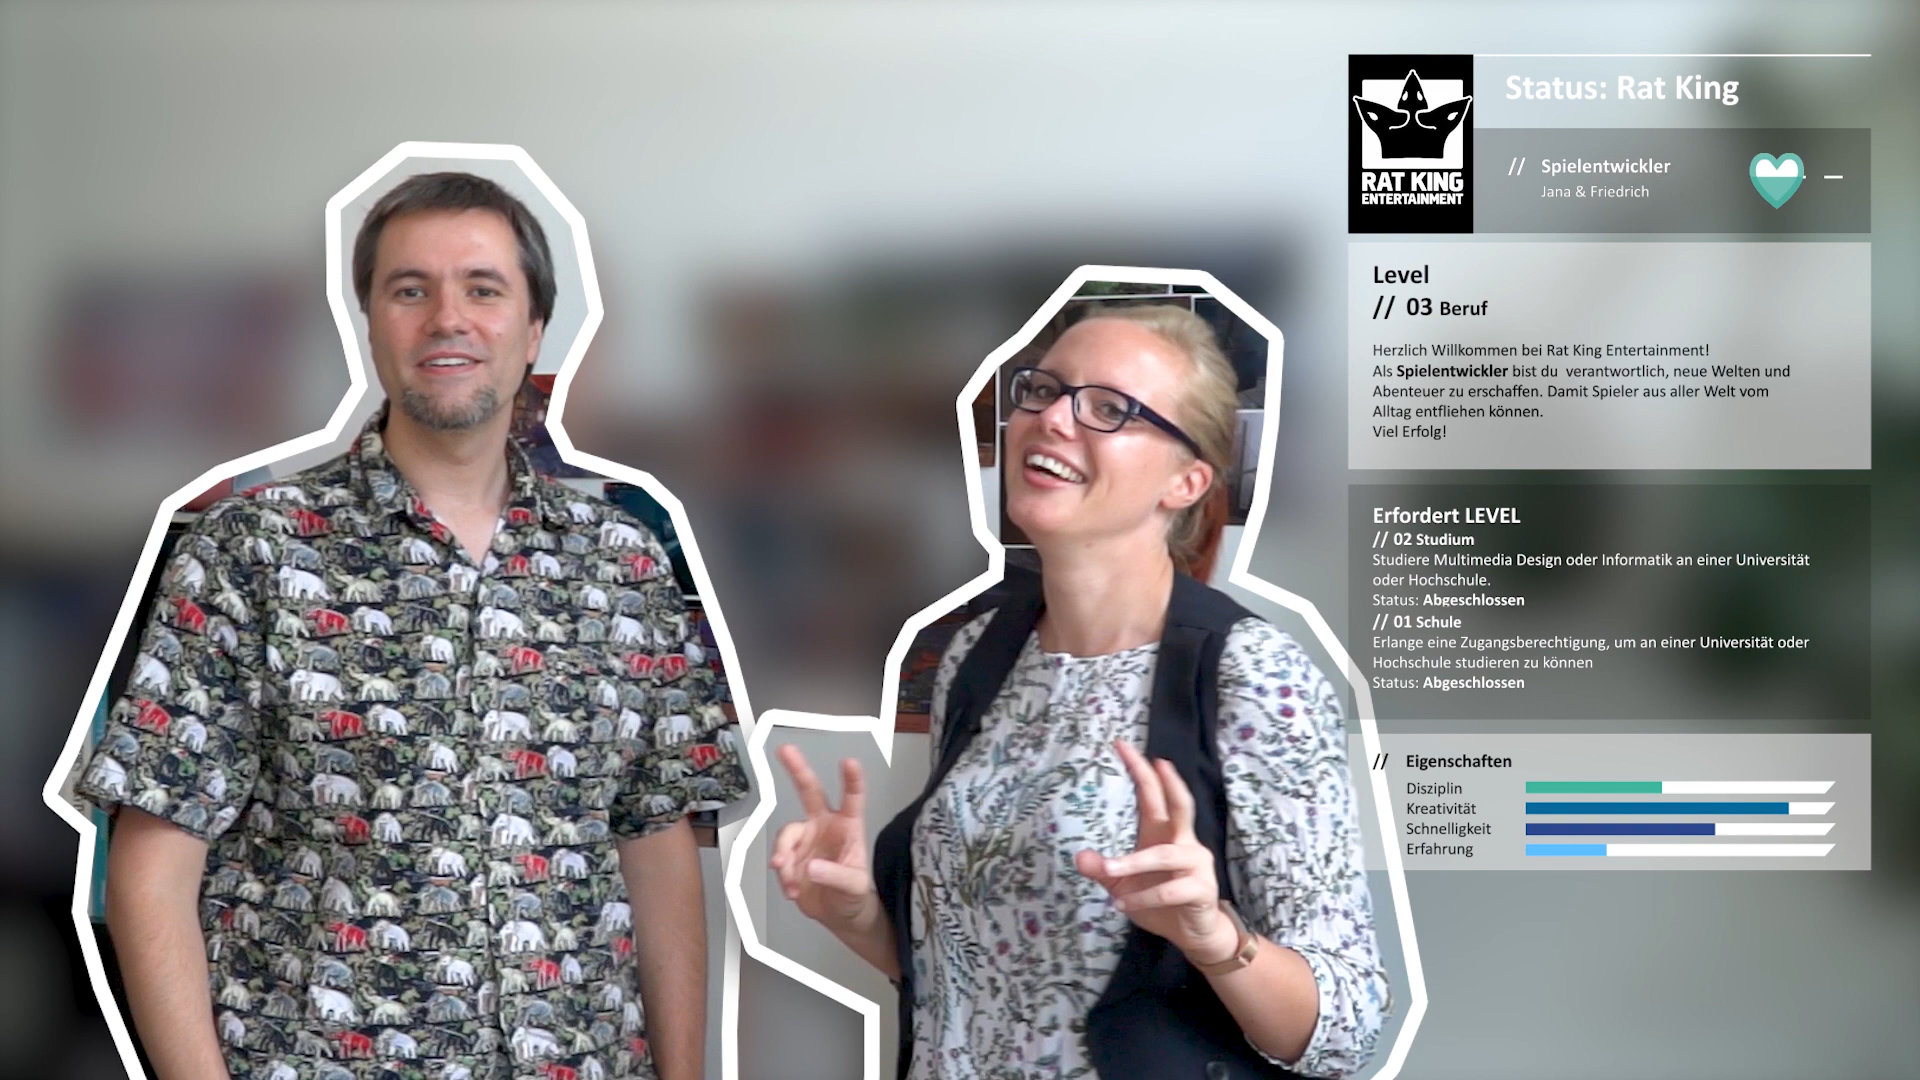 RAT KING
ENTERTAINMENT
Status: Rat King
// Spielentwickler
Jana & Friedrich
Level
// 03 Beruf
Herzlich Willkommen bei Rat King Entertainment!
Als Spielentwickler bist du verantwortlich, neue Welten und
Abenteuer zu erschaffen. Damit Spieler aus aller Welt vom
Alltag entfliehen können.
Viel Erfolg!
Erfordert LEVEL
// 02 Studium
Studiere Multimedia Design oder Informatik an einer Universität
oder Hochschule.
Status: Abgeschlossen
// 01 Schule
Erlange eine Zugangsberechtigung, um an einer Universität oder
Hochschule studieren zu können
Status: Abgeschlossen
// Eigenschaften
Disziplin
Kreativität
Schnelligkeit
Erfahrung